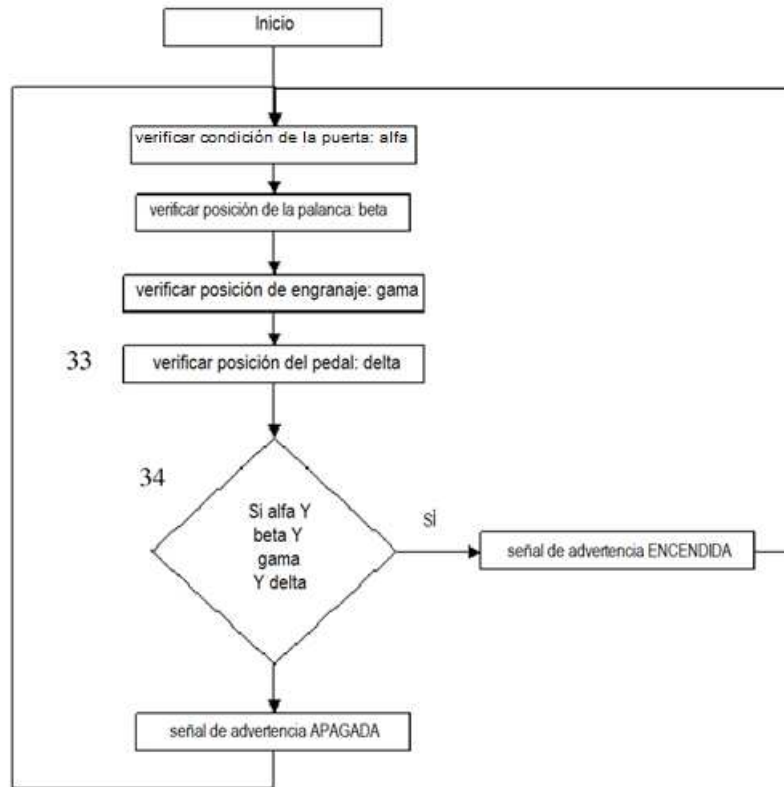 Inicio
verificar condición de la puerta: alfa
verificar posición de la palanca: beta
verificar posición de engranaje: gama
33
verificar posición del pedal: delta
34
Si alfa Y
beta Y
gama
Y delta
sí
señal de advertencia ENCENDIDA
señal de advertencia APAGADA